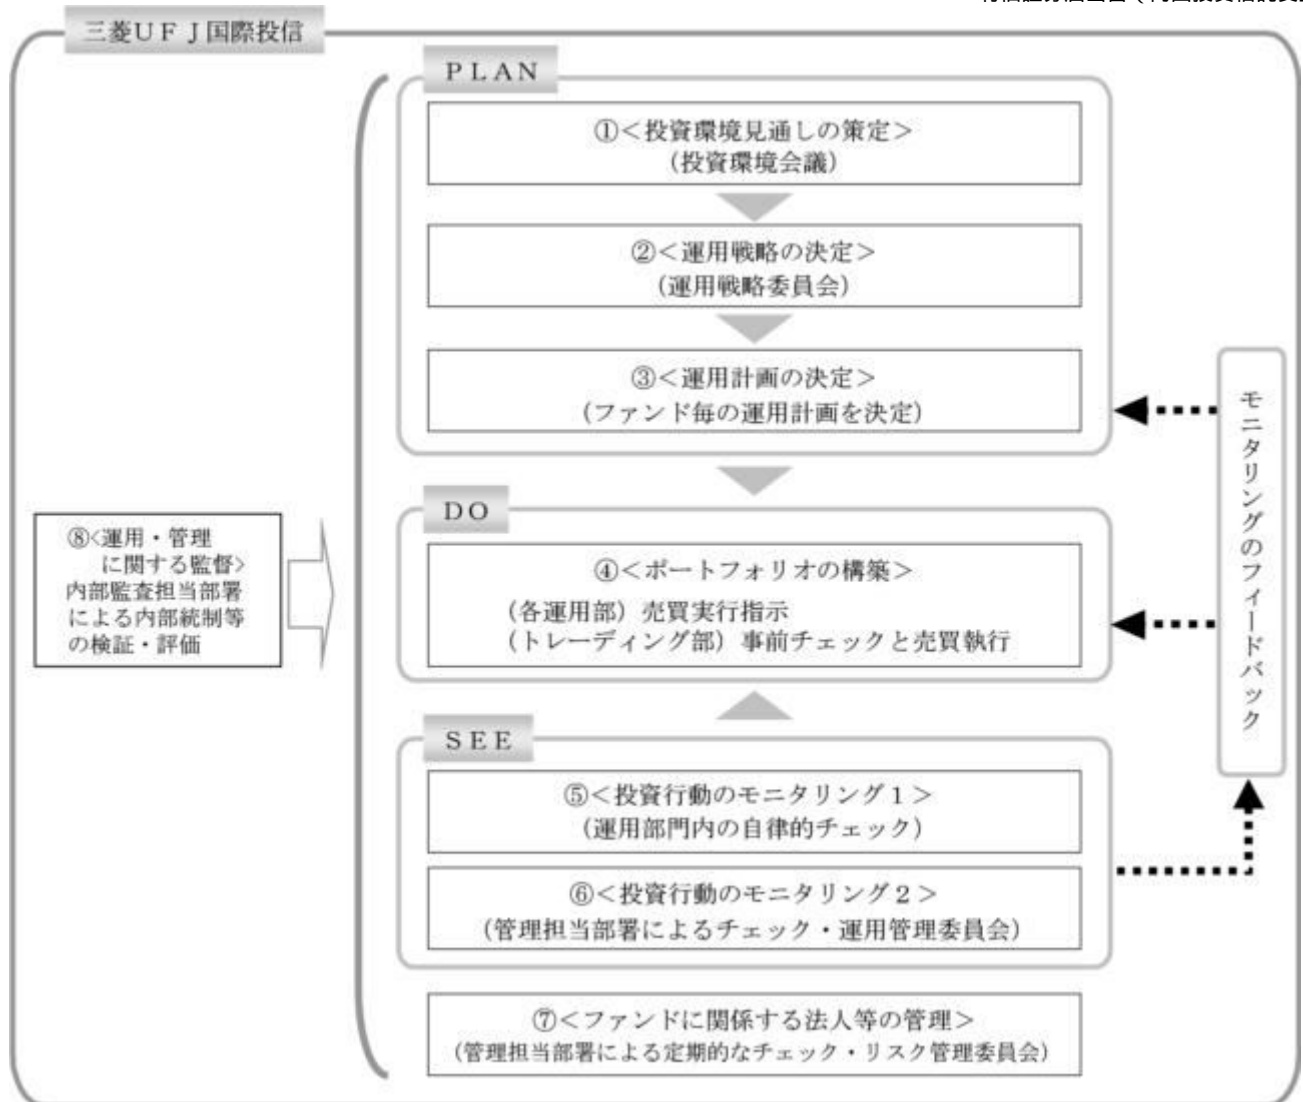 三菱ＵＦＪ国際投信
ＰＬＡＮ
①＜投資環境見通しの策定＞
（投資環境会議）
②＜運用戦略の決定＞
（運用戦略委員会）
③＜運用計画の決定＞
（ファンド毎の運用計画を決定）
ＤＯ
④＜ポートフォリオの構築＞
（各運用部）売買実行指示
（トレーディング部）事前チェックと売買執行
ＳＥＥ
⑤＜投資行動のモニタリング１＞
（運用部門内の自律的チェック）
⑥＜投資行動のモニタリング２＞
（管理担当部署によるチェック・運用管理委員会）
⑦＜ファンドに関係する法人等の管理＞
（管理担当部署による定期的なチェック・リスク管理委員会）
⑧<運用・管理
に関する監督>
内部監査担当部署
による内部統制等
の検証・評価
モニタリングのフィードバック